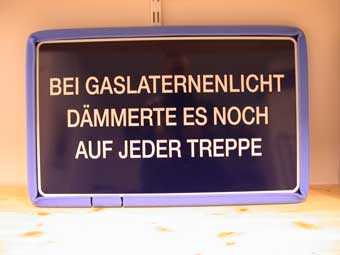 BEI GASLATERNENLICHT
DÄMMERTE ES NOCH
AUF JEDER TREPPE